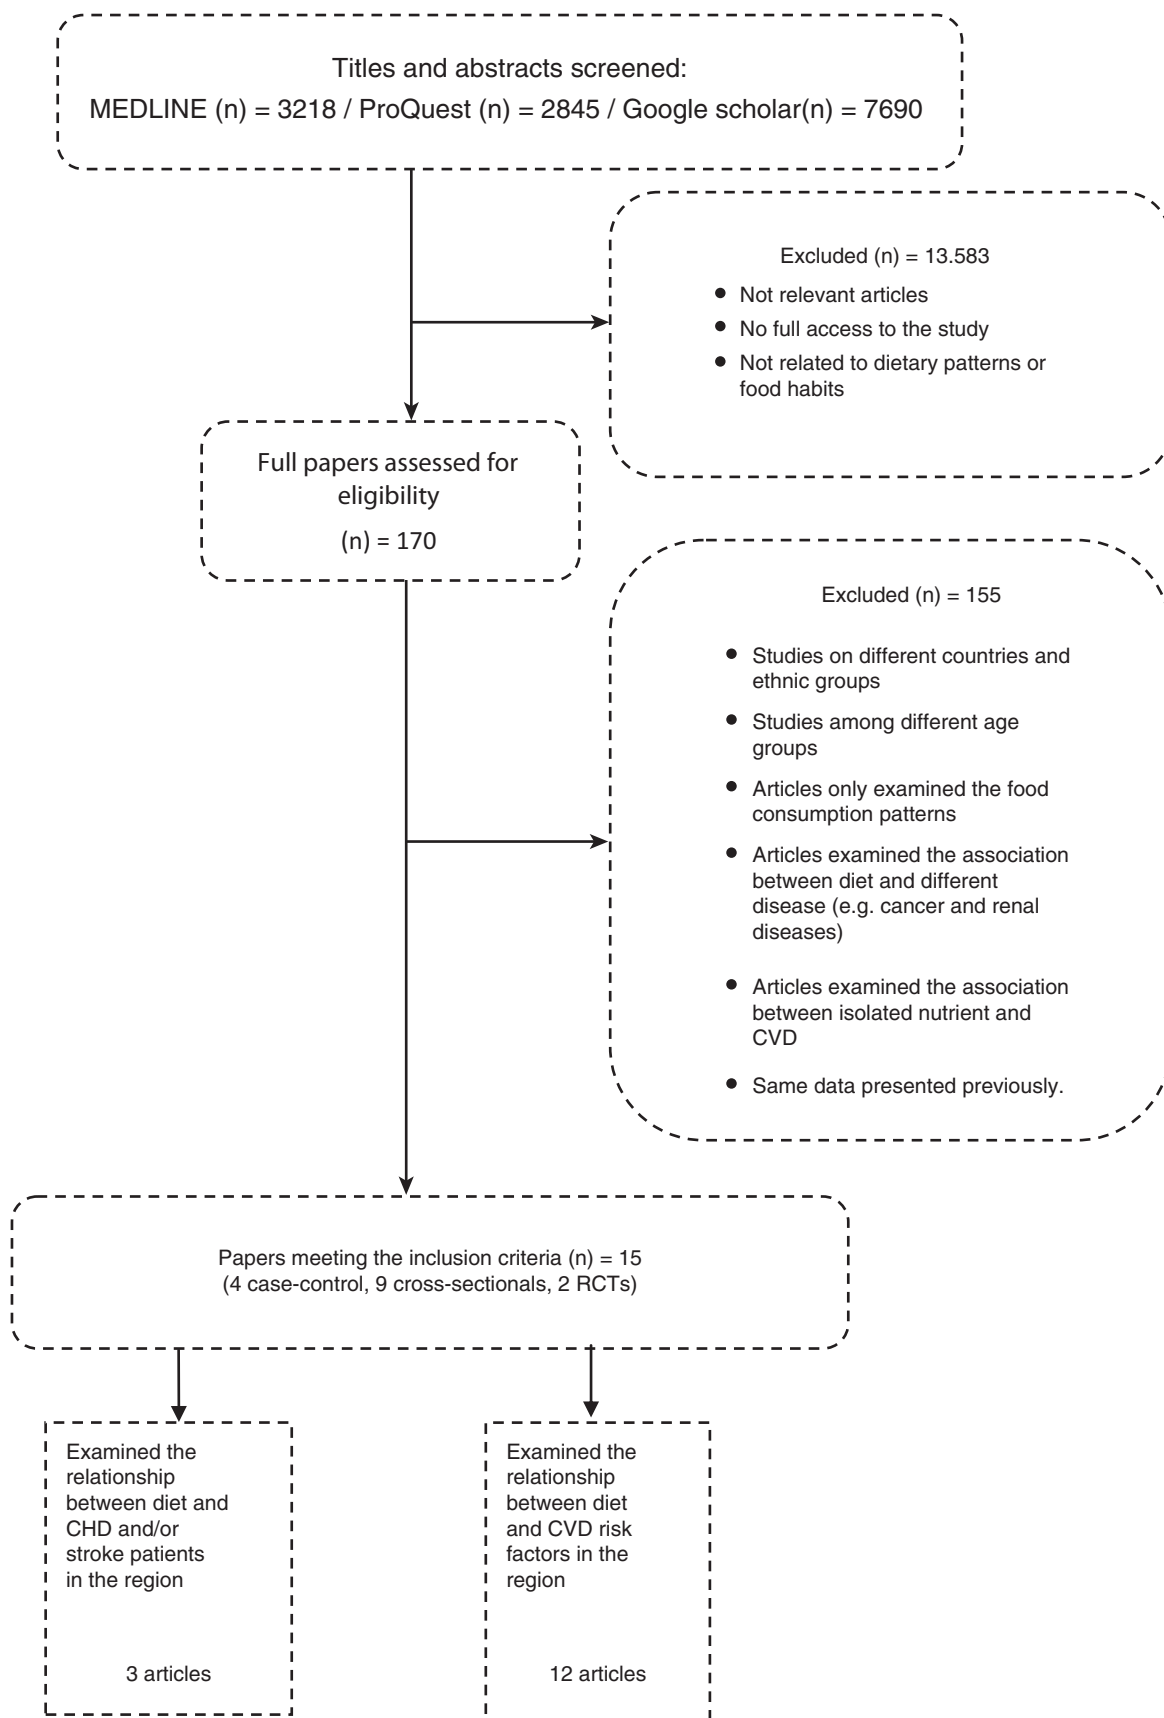 Titles and abstracts screened:
MEDLINE (n) = 3218 / ProQuest (n) = 2845 / Google scholar(n) = 7690
Excluded (n) = 13.583
● Not relevant articles
● No full access to the study
● Not related to dietary patterns or
food habits
Full papers assessed for
eligibility
(n) = 170
Excluded (n) = 155
● Studies on different countries and
ethnic groups
● Studies among different age
groups
● Articles only examined the food
consumption patterns
● Articles examined the association
between diet and different
disease (e.g. cancer and renal
diseases)
● Articles examined the association
between isolated nutrient and
CVD
● Same data presented previously.
Papers meeting the inclusion criteria (n) = 15
(4 case-control, 9 cross-sectionals, 2 RCTs)
Examined the
relationship
between diet and
CHD and/or
stroke patients
in the region
3 articles
Examined the
relationship
between diet
and CVD risk
factors in the
region
12 articles